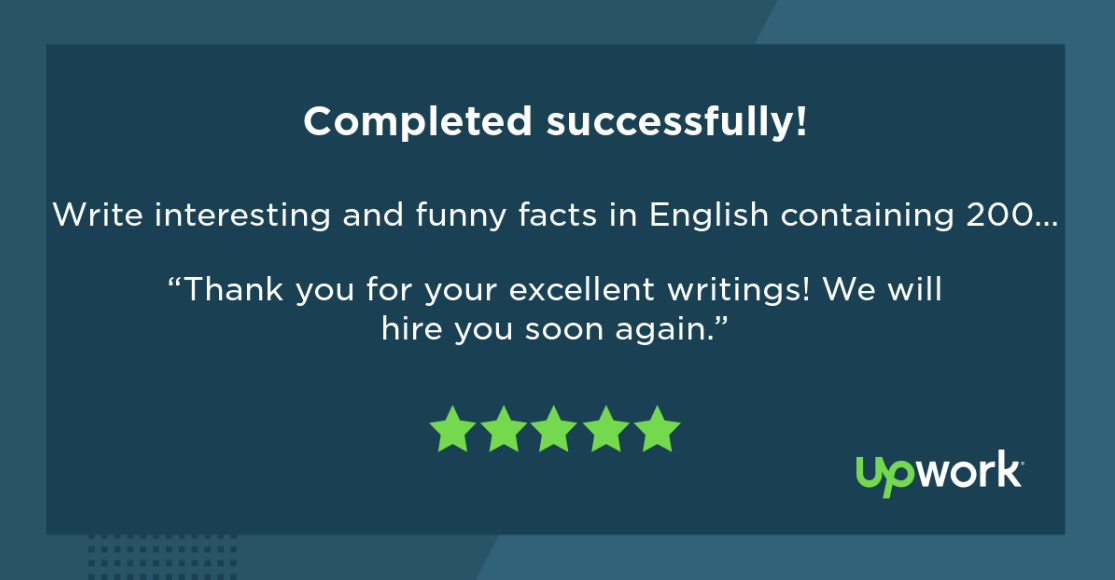 Completed successfully!
Write interesting and funny facts in English containing 200...
“Thank you for your excellent writings! We will
hire you soon again.”
upwork